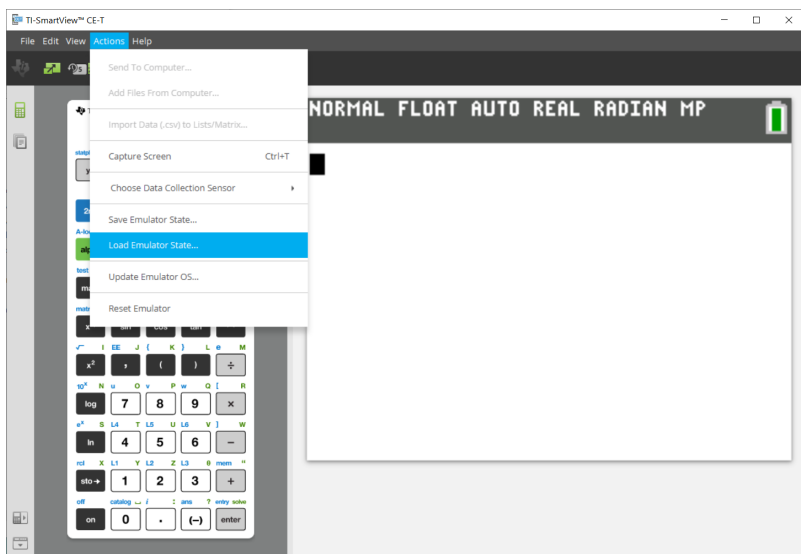 TI-SmartView™ CE-T
File Edit View Actions Help
Send To Computer...
Add Files From Computer...
Import Data (.csv) to Lists/Matrix...
Capture Screen Ctrl+T
Choose Data Collection Sensor
Save Emulator State...
Load Emulator State...
Update Emulator OS...
Reset Emulator
NORMAL FLOAT AUTO REAL RADIAN MP
sin cos tan
√ I EE J { K } L e M
x² , ( ) ÷
10ˣ N u O v P w Q [ R
log 7 8 9 ×
eˣ S L4 T L5 U L6 V ] W
ln 4 5 6 −
rcl X L1 Y L2 Z L3 θ mem "
sto→ 1 2 3 +
off catalog i : ans ? entry solve
on 0 . (–) enter